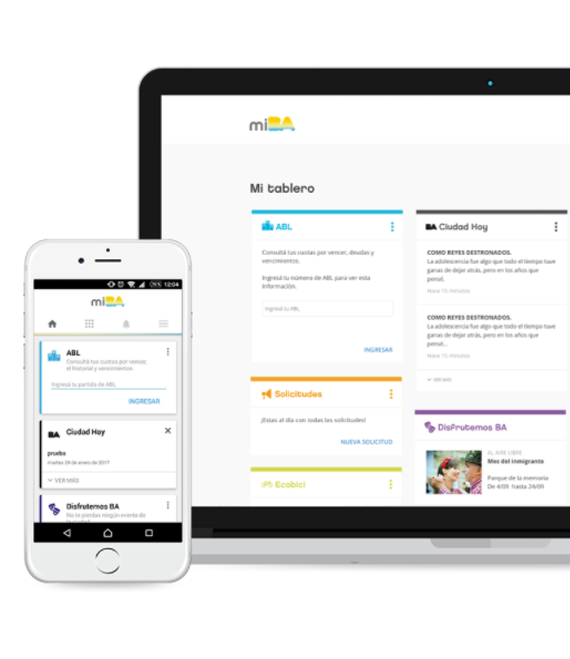 miBA
Mi tablero
ABL
Consultá tus cuotas por vencer, deudas y
vencimientos.
Ingresá tu número de ABL para ver esta
información.
Ingresá tu ABL
INGRESAR
Solicitudes
¡Estas al día con todas las solicitudes!
NUEVA SOLICITUD
Ecobici
BA Ciudad Hoy
COMO REYES DESTRONADOS.
La adolescencia fue algo que todo el tiempo tuve
ganas de dejar atrás, pero en los años que
pensé.
Hace 15 minutos
COMO REYES DESTRONADOS.
La adolescencia fue algo que todo el tiempo tuve
ganas de dejar atrás, pero en los años que
pensé...
Hace 15 minutos
VER MÁS
Disfrutemos BA
AL AIRE LIBRE
Mes del inmigrante
Parque de la memoria
De 4/09 hasta 24/09
12:04
miBA
ABL
Consultá tus cuotas por vencer,
el historial y vencimientos.
Ingresá tu partida de ABL
INGRESAR
BA Ciudad Hoy
prueba
martes 24 de enero de 2017
VER MÁS
Disfrutemos BA
No te pierdas ningún evento de